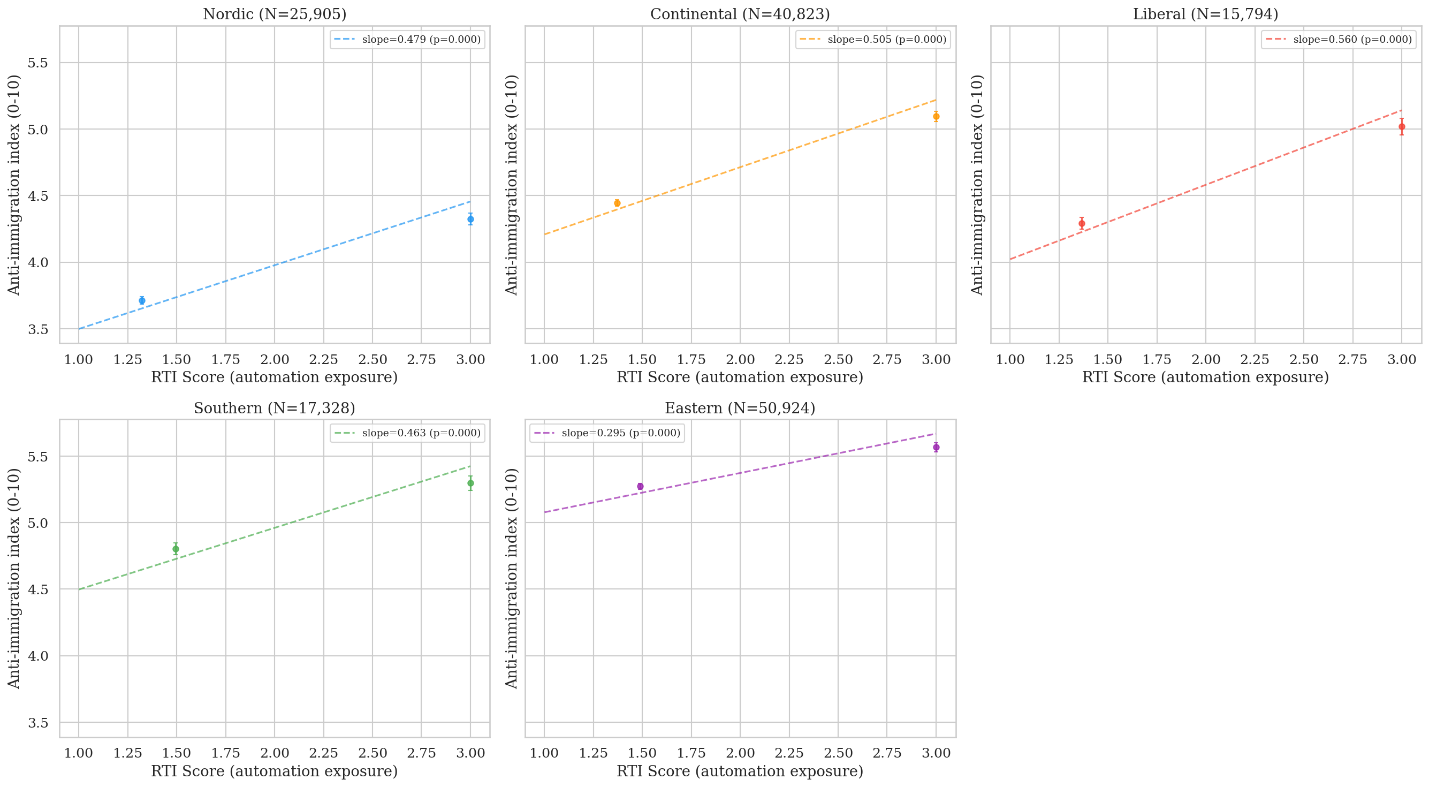 Nordic (N=25,905)
slope=0.479 (p=0.000)
Anti-immigration index (0-10)
5.5
5.0
4.5
4.0
3.5
1.00 1.25 1.50 1.75 2.00 2.25 2.50 2.75 3.00
RTI Score (automation exposure)
Continental (N=40,823)
slope=0.505 (p=0.000)
Anti-immigration index (0-10)
1.00 1.25 1.50 1.75 2.00 2.25 2.50 2.75 3.00
RTI Score (automation exposure)
Liberal (N=15,794)
slope=0.560 (p=0.000)
Anti-immigration index (0-10)
1.00 1.25 1.50 1.75 2.00 2.25 2.50 2.75 3.00
RTI Score (automation exposure)
Southern (N=17,328)
slope=0.463 (p=0.000)
Anti-immigration index (0-10)
5.5
5.0
4.5
4.0
3.5
1.00 1.25 1.50 1.75 2.00 2.25 2.50 2.75 3.00
RTI Score (automation exposure)
Eastern (N=50,924)
slope=0.295 (p=0.000)
Anti-immigration index (0-10)
1.00 1.25 1.50 1.75 2.00 2.25 2.50 2.75 3.00
RTI Score (automation exposure)